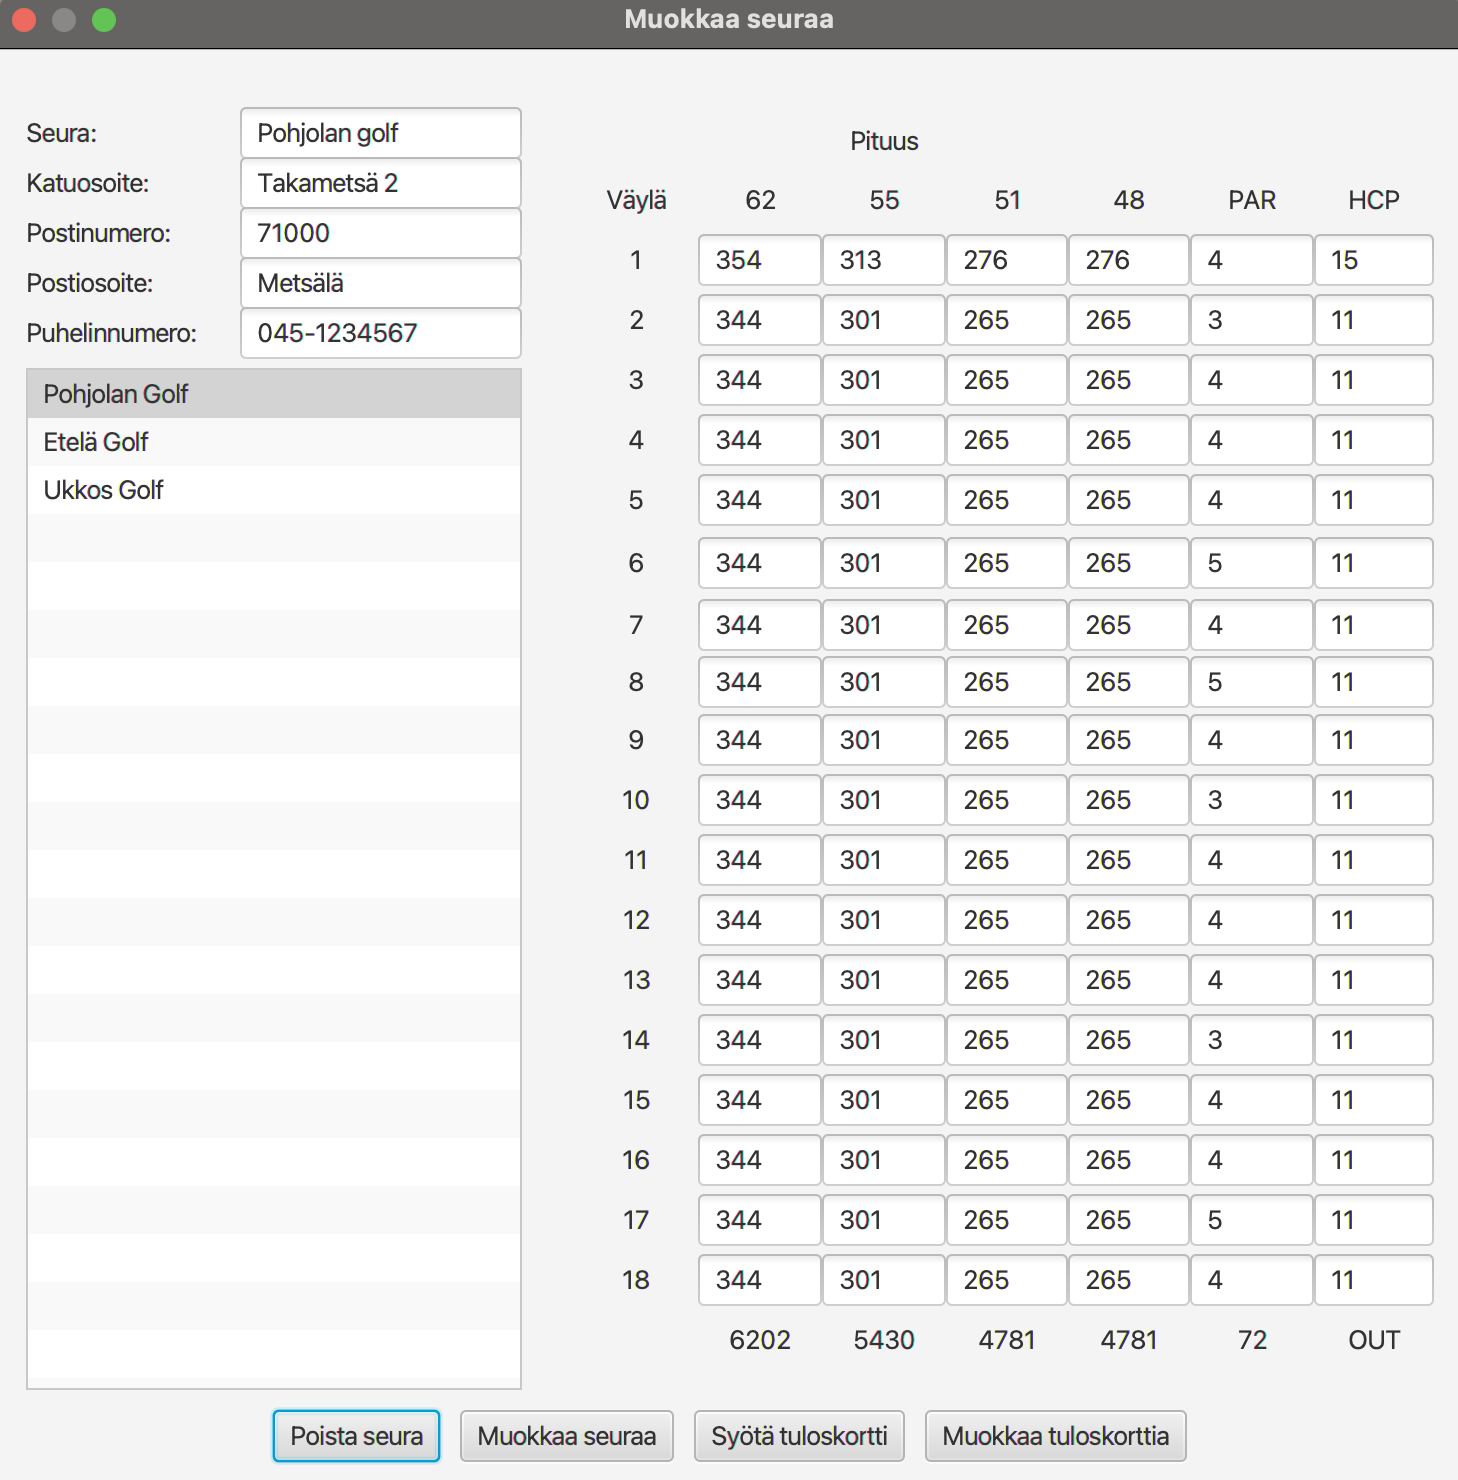 Muokkaa seuraa
Seura: Pohjolan golf
Katuosoite: Takametsä 2
Postinumero: 71000
Postiosoite: Metsälä
Puhelinnumero: 045-1234567
Pohjolan Golf
Etelä Golf
Ukkos Golf
Pituus
Väylä 62 55 51 48 PAR HCP
1 354 313 276 276 4 15
2 344 301 265 265 3 11
3 344 301 265 265 4 11
4 344 301 265 265 4 11
5 344 301 265 265 4 11
6 344 301 265 265 5 11
7 344 301 265 265 4 11
8 344 301 265 265 5 11
9 344 301 265 265 4 11
10 344 301 265 265 3 11
11 344 301 265 265 4 11
12 344 301 265 265 4 11
13 344 301 265 265 4 11
14 344 301 265 265 3 11
15 344 301 265 265 4 11
16 344 301 265 265 4 11
17 344 301 265 265 5 11
18 344 301 265 265 4 11
6202 5430 4781 4781 72 OUT
Poista seura Muokkaa seuraa Syötä tuloskortti Muokkaa tuloskorttia